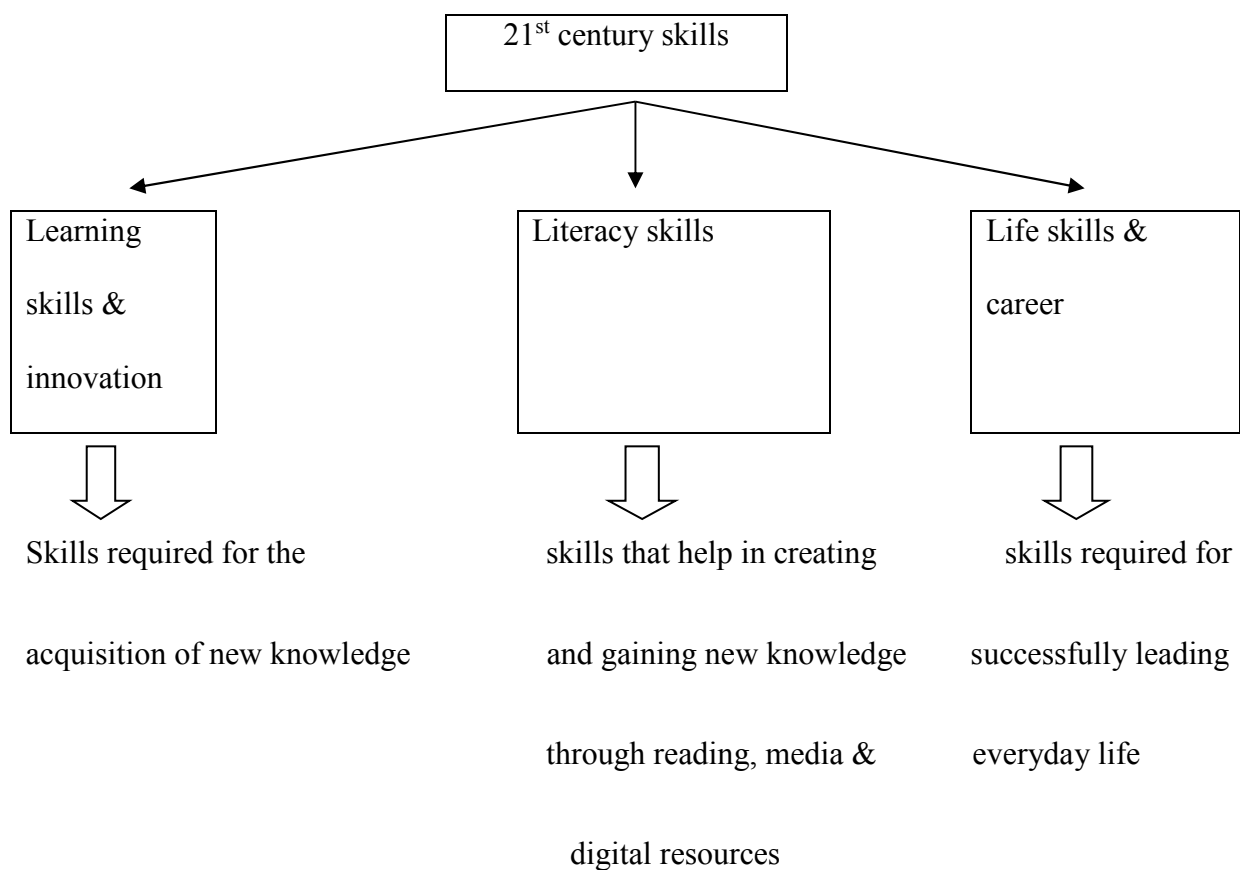 21st century skills
Learning
skills &
innovation
Literacy skills
Life skills &
career
Skills required for the
acquisition of new knowledge
skills that help in creating
and gaining new knowledge
through reading, media &
digital resources
skills required for
successfully leading
everyday life